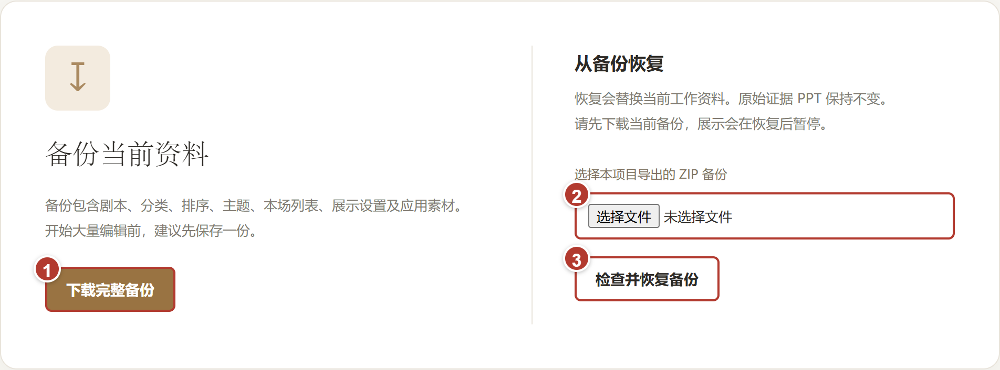 备份当前资料
备份包含剧本、分类、排序、主题、本场列表、展示设置及应用素材。
开始大量编辑前，建议先保存一份。
1
下载完整备份
从备份恢复
恢复会替换当前工作资料。原始证据 PPT 保持不变。
请先下载当前备份，展示会在恢复后暂停。
选择本项目导出的 ZIP 备份
2
选择文件 未选择文件
3
检查并恢复备份